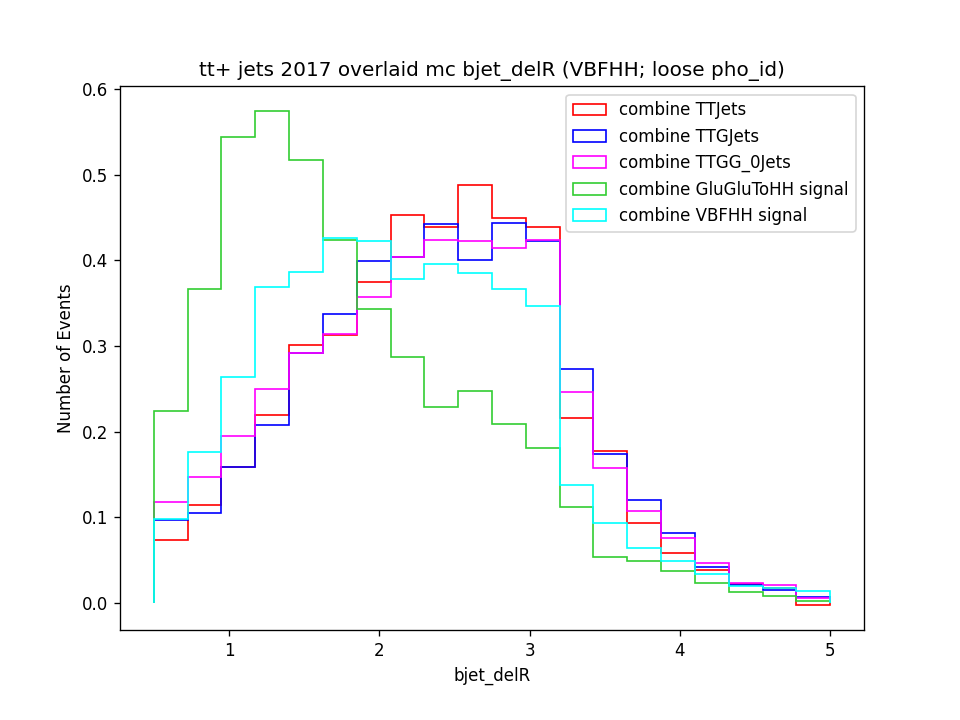 tt+ jets 2017 overlaid mc bjet_delR (VBFHH; loose pho_id)
combine TTJets
combine TTGJets
combine TTGG_0Jets
combine GluGluToHH signal
combine VBFHH signal
Number of Events
0.6
0.5
0.4
0.3
0.2
0.1
0.0
1 2 3 4 5
bjet_delR